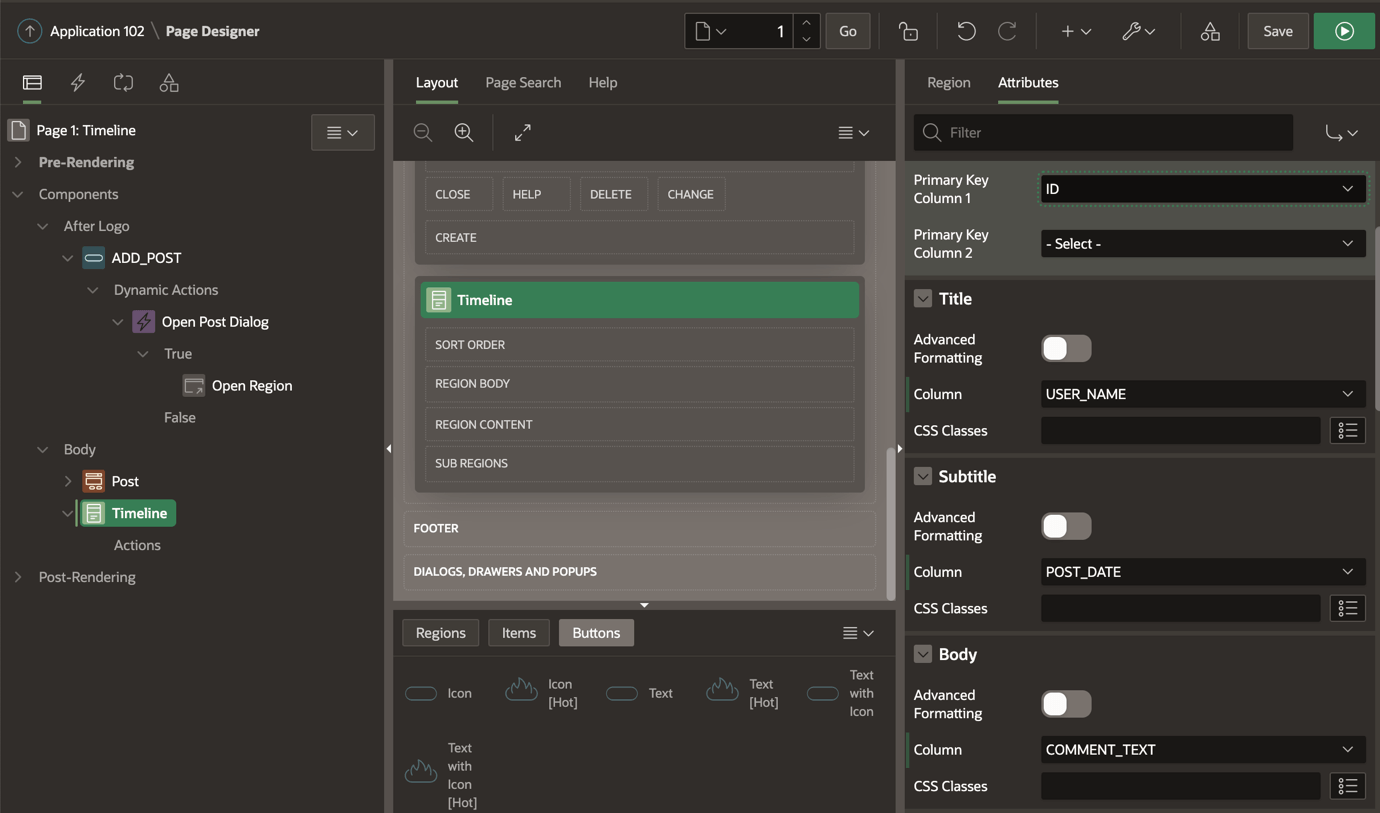 Application 102 \ Page Designer
1
Go
Save
Page 1: Timeline
Pre-Rendering
Components
After Logo
ADD_POST
Dynamic Actions
Open Post Dialog
True
Open Region
False
Body
Post
Timeline
Actions
Post-Rendering
Layout
Page Search
Help
CLOSE
HELP
DELETE
CHANGE
CREATE
Timeline
SORT ORDER
REGION BODY
REGION CONTENT
SUB REGIONS
FOOTER
DIALOGS, DRAWERS AND POPUPS
Regions
Items
Buttons
Icon
Icon
[Hot]
Text
Text
[Hot]
Text
with
Icon
Text
with
Icon
[Hot]
Region
Attributes
Filter
Primary Key
Column 1
ID
Primary Key
Column 2
- Select -
Title
Advanced
Formatting
Column
USER_NAME
CSS Classes
Subtitle
Advanced
Formatting
Column
POST_DATE
CSS Classes
Body
Advanced
Formatting
Column
COMMENT_TEXT
CSS Classes